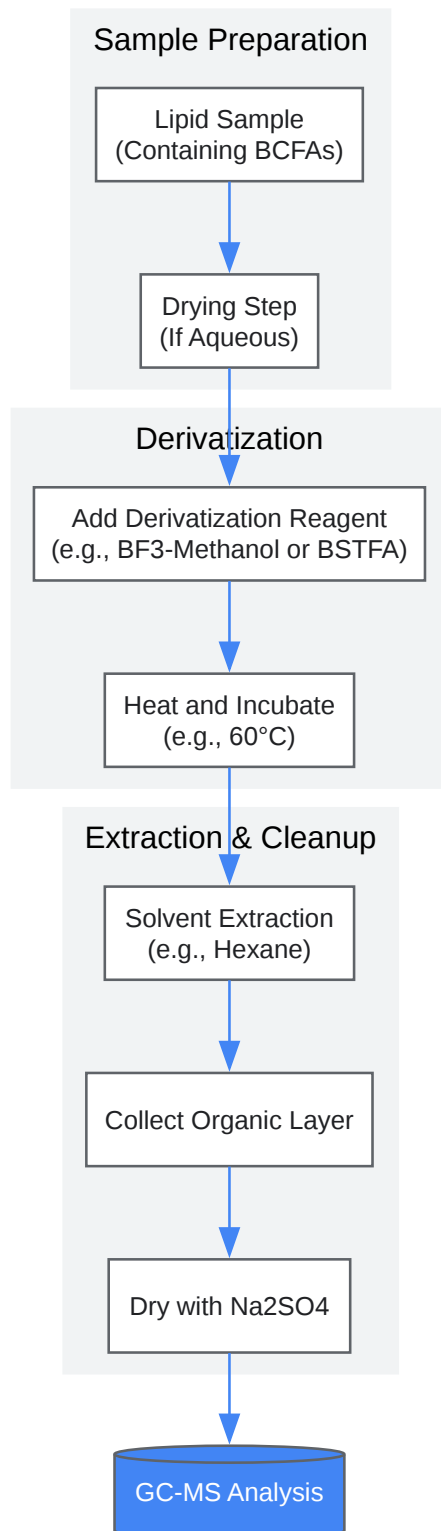 Sample Preparation
Lipid Sample
(Containing BCFAs)
Drying Step
(If Aqueous)
Derivatization
Add Derivatization Reagent
(e.g., BF3-Methanol or BSTFA)
Heat and Incubate
(e.g., 60°C)
Extraction & Cleanup
Solvent Extraction
(e.g., Hexane)
Collect Organic Layer
Dry with Na2SO4
GC-MS Analysis